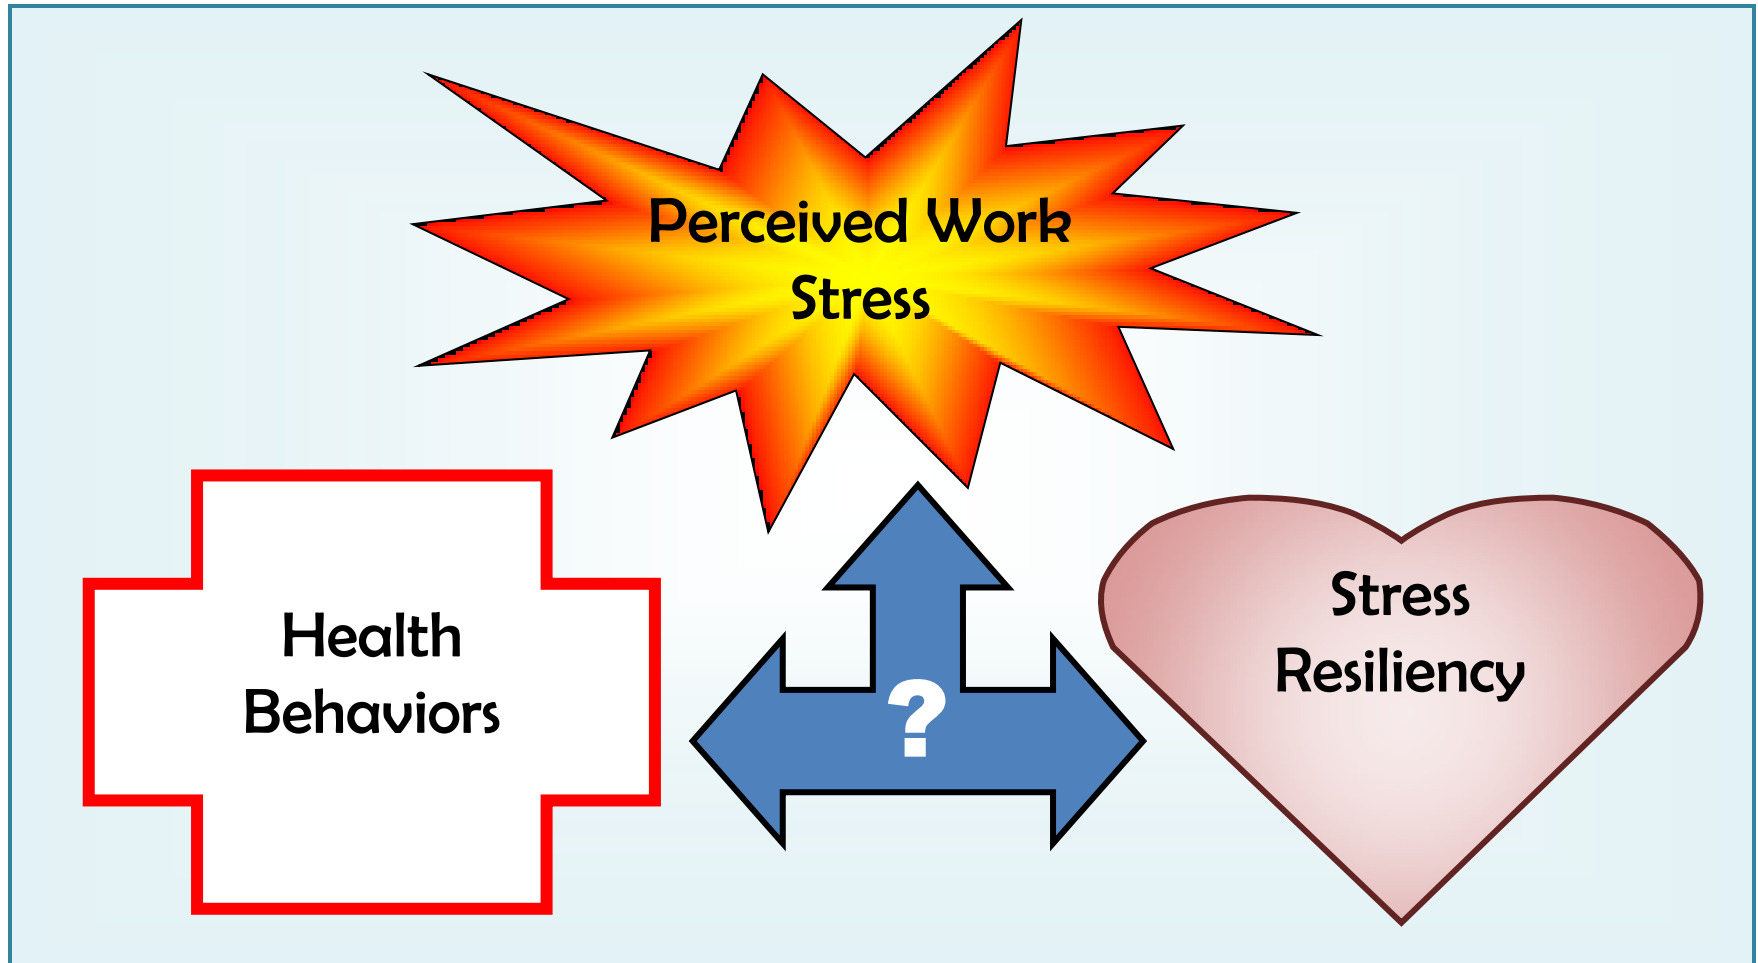 Perceived Work
Stress
Health
Behaviors
?
Stress
Resiliency